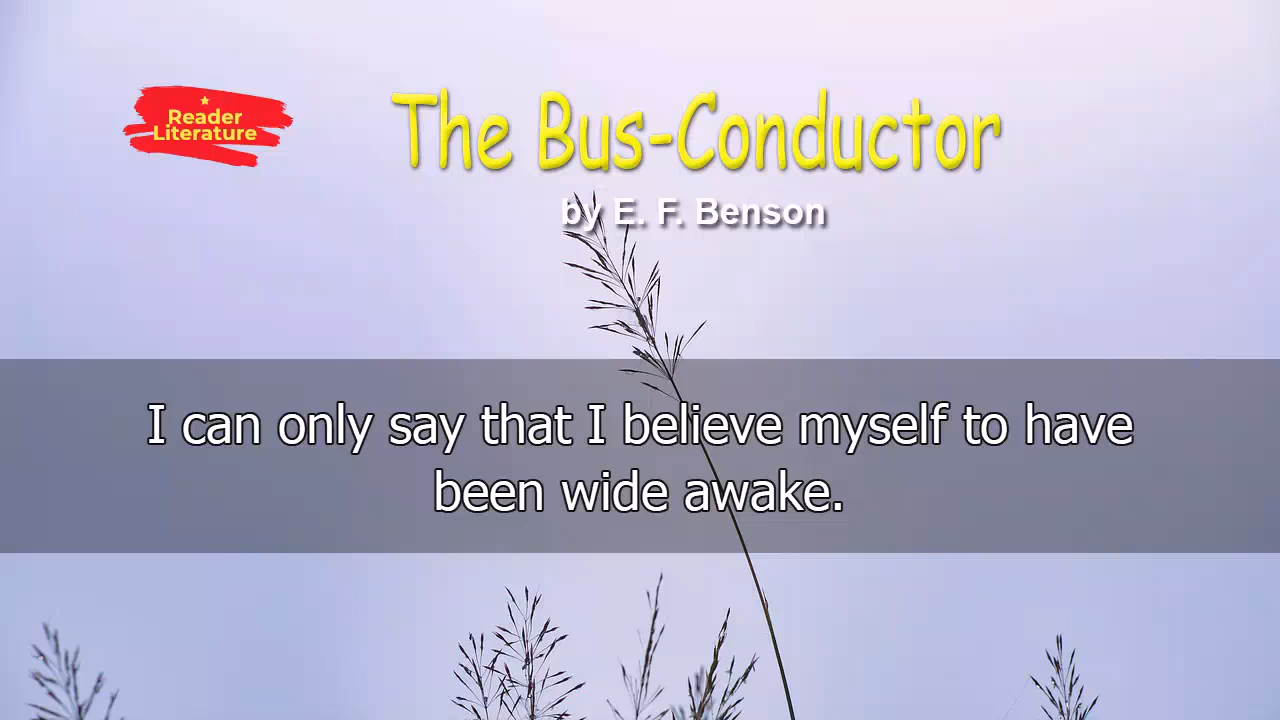 The Bus-Conductor
Reader
Literature
by E. F. Benson
I can only say that I believe myself to have
been wide awake.